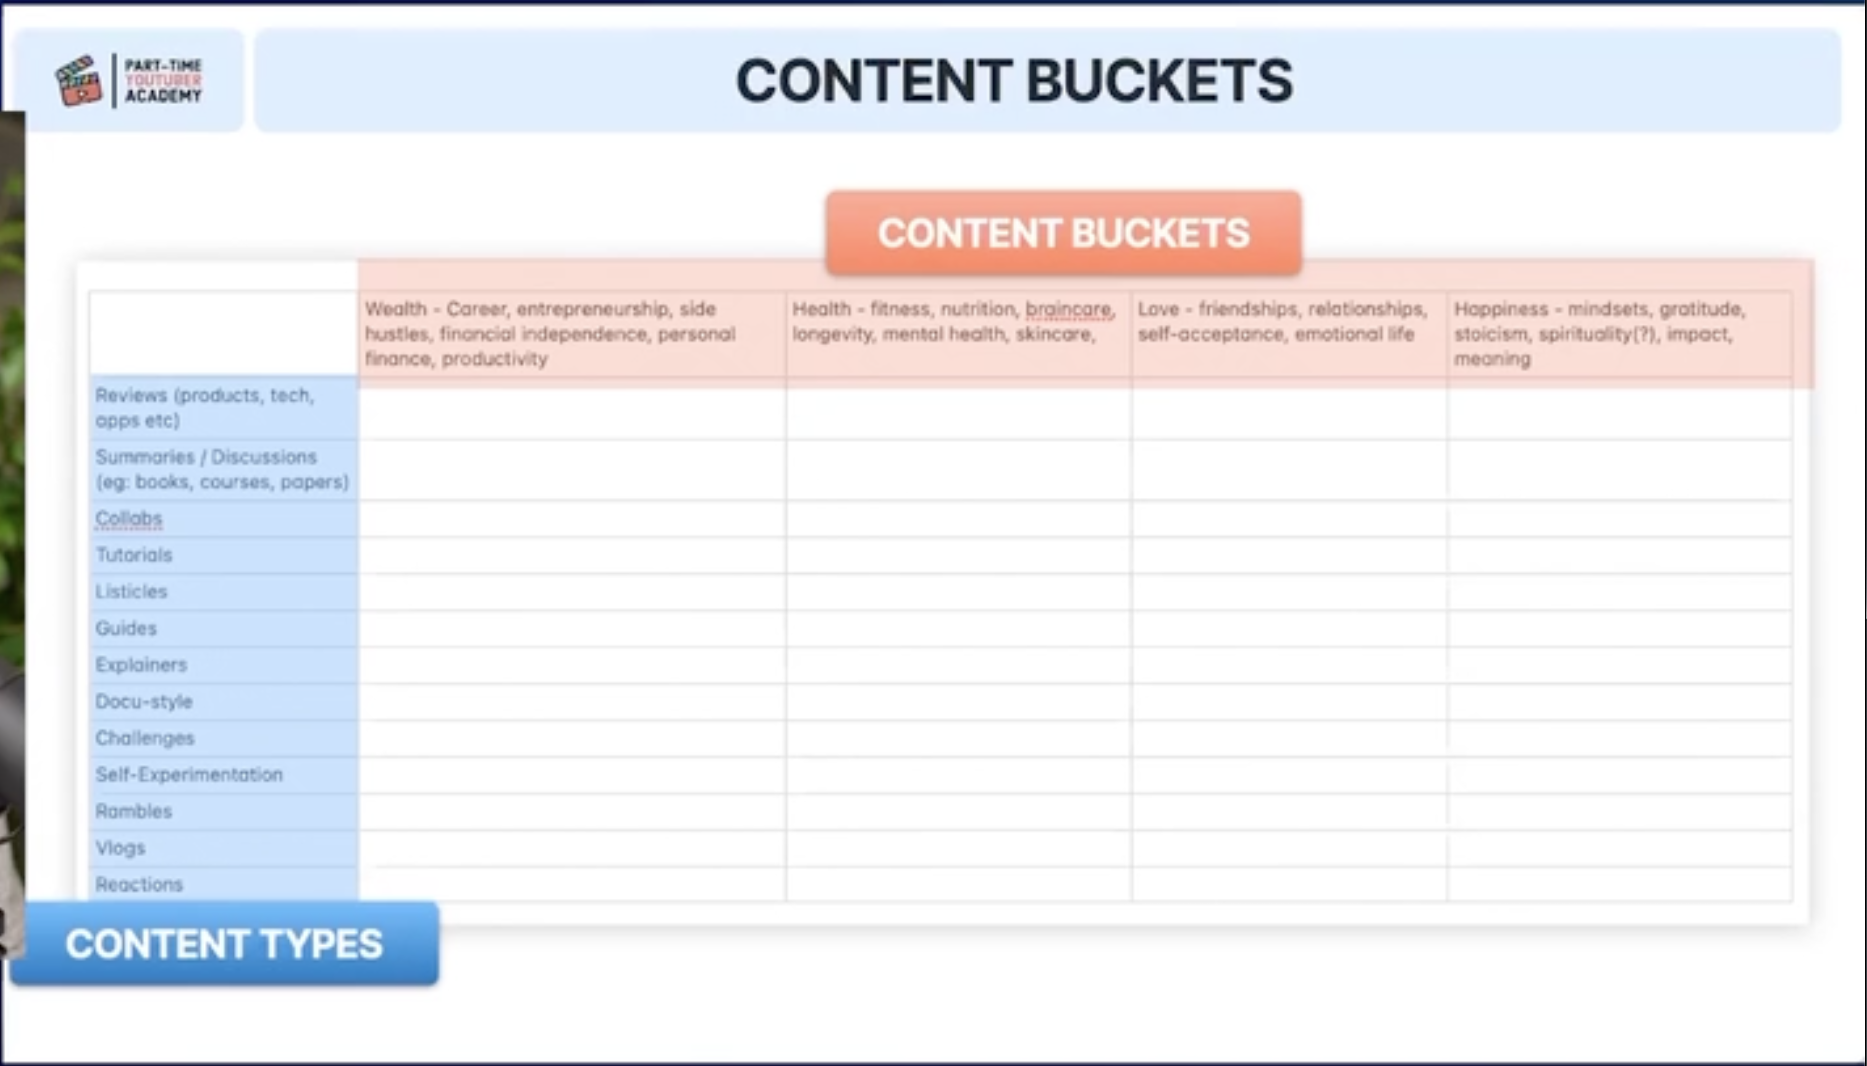 PART-TIME
YOUTUBER
ACADEMY
CONTENT BUCKETS
CONTENT BUCKETS
Wealth - Career, entrepreneurship, side
hustles, financial independence, personal
finance, productivity
Health - fitness, nutrition, braincare,
longevity, mental health, skincare,
Love - friendships, relationships,
self-acceptance, emotional life
Happiness - mindsets, gratitude,
stoicism, spirituality(?), impact,
meaning
Reviews (products, tech,
apps etc)
Summaries / Discussions
(eg: books, courses, papers)
Collabs
Tutorials
Listicles
Guides
Explainers
Docu-style
Challenges
Self-Experimentation
Rambles
Vlogs
Reactions
CONTENT TYPES